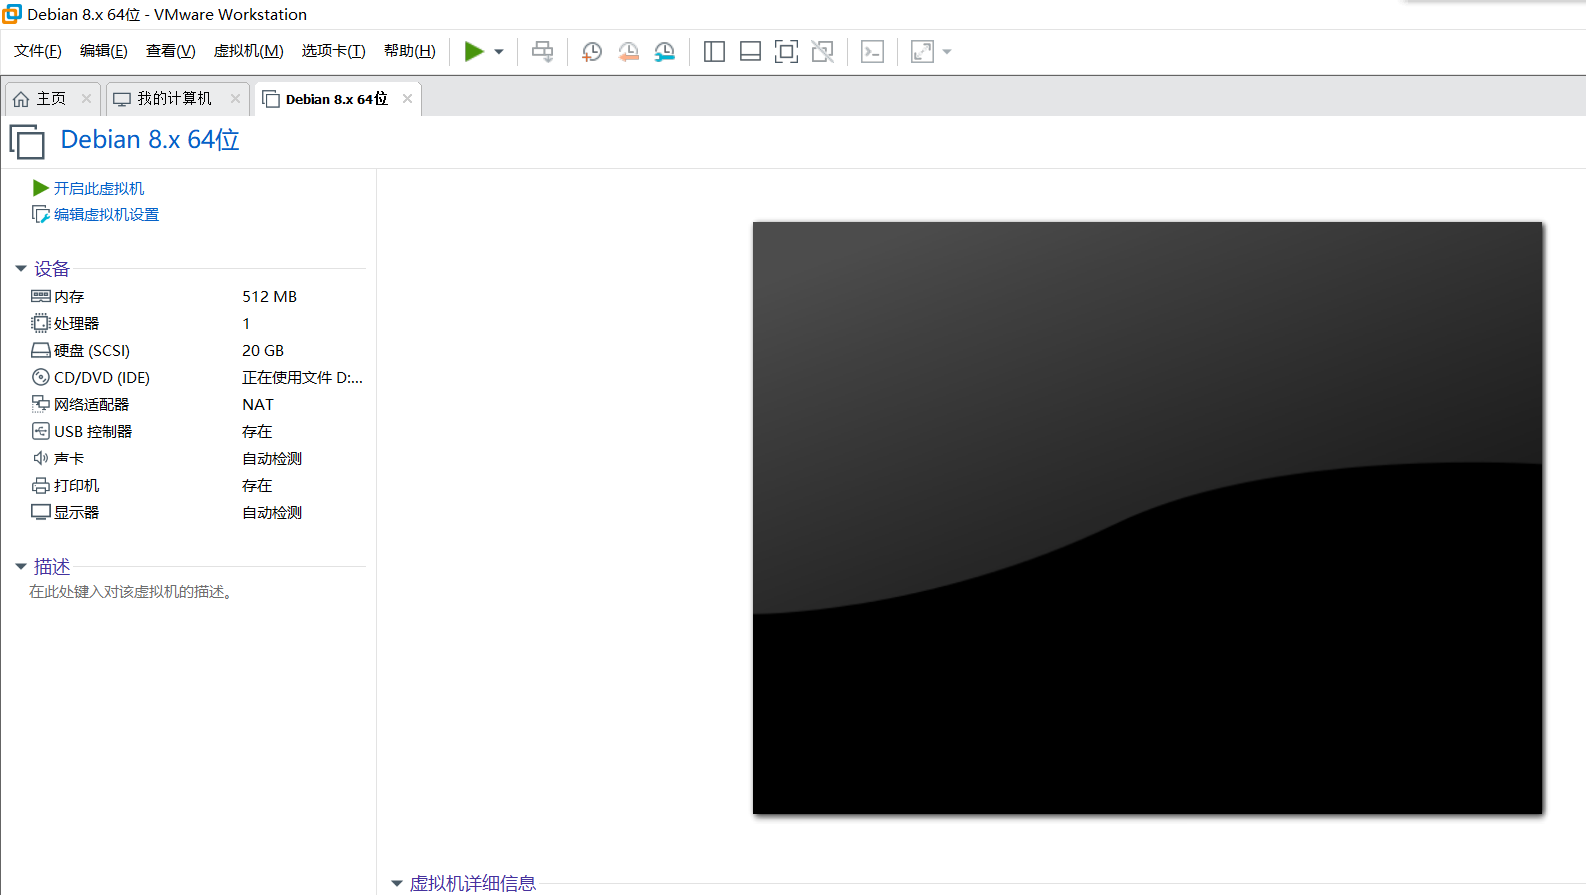 Debian 8.x 64位 - VMware Workstation
文件(F) 编辑(E) 查看(V) 虚拟机(M) 选项卡(T) 帮助(H)
主页 我的计算机 Debian 8.x 64位
Debian 8.x 64位
开启此虚拟机
编辑虚拟机设置
设备
内存 512 MB
处理器 1
硬盘 (SCSI) 20 GB
CD/DVD (IDE) 正在使用文件 D:...
网络适配器 NAT
USB 控制器 存在
声卡 自动检测
打印机 存在
显示器 自动检测
描述
在此处键入对该虚拟机的描述。
虚拟机详细信息